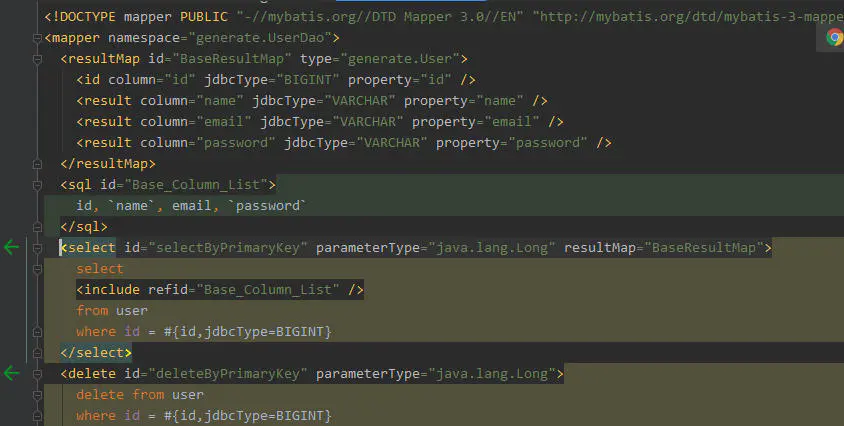 <!DOCTYPE mapper PUBLIC "-//mybatis.org//DTD Mapper 3.0//EN" "http://mybatis.org/dtd/mybatis-3-mappe
<mapper namespace="generate.UserDao">
<resultMap id="BaseResultMap" type="generate.User">
<id column="id" jdbcType="BIGINT" property="id" />
<result column="name" jdbcType="VARCHAR" property="name" />
<result column="email" jdbcType="VARCHAR" property="email" />
<result column="password" jdbcType="VARCHAR" property="password" />
</resultMap>
<sql id="Base_Column_List">
id, `name`, email, `password`
</sql>
<select id="selectByPrimaryKey" parameterType="java.lang.Long" resultMap="BaseResultMap">
select
<include refid="Base_Column_List" />
from user
where id = #{id,jdbcType=BIGINT}
</select>
<delete id="deleteByPrimaryKey" parameterType="java.lang.Long">
delete from user
where id = #{id,jdbcType=BIGINT}